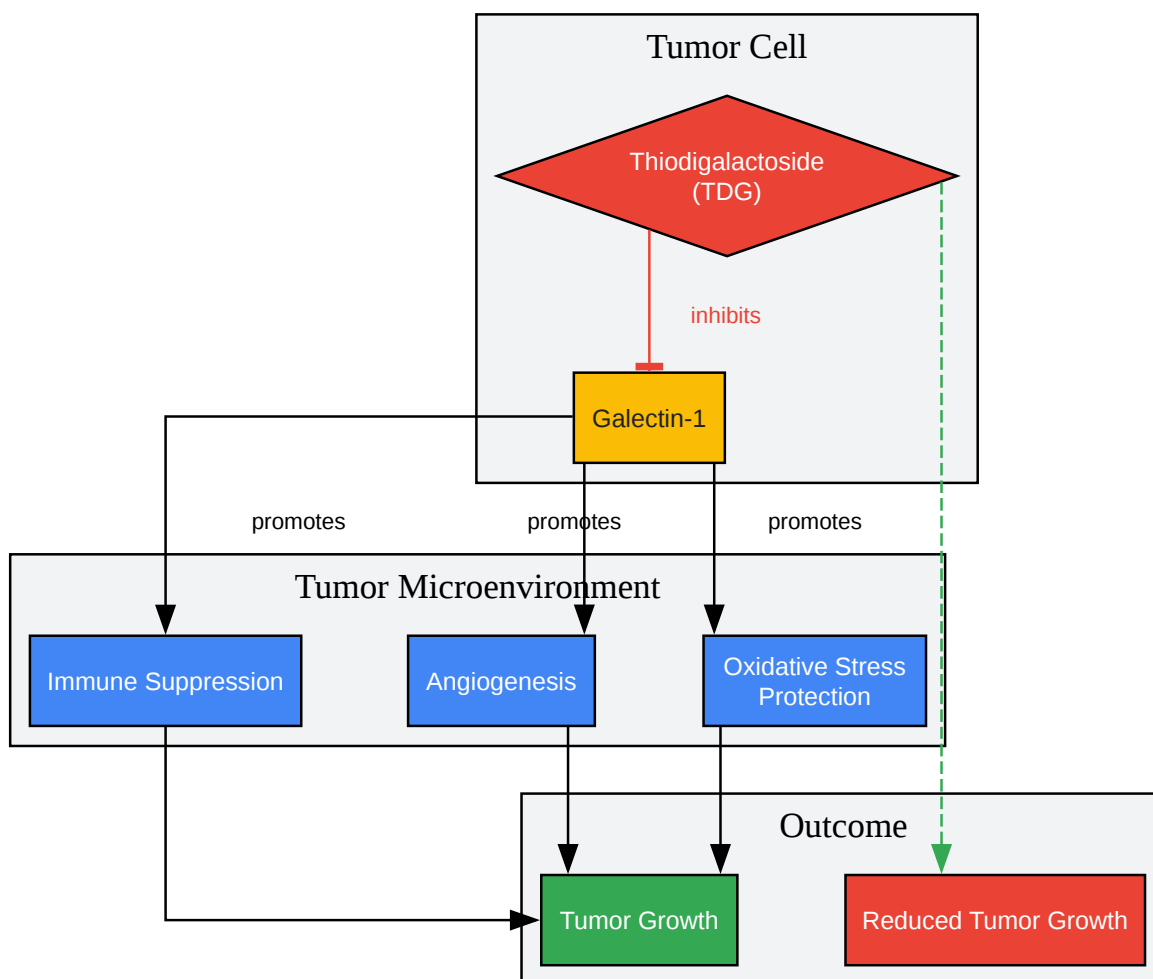 Tumor Cell
Thiodigalactoside
(TDG)
inhibits
Galectin-1
promotes
promotes
promotes
Tumor Microenvironment
Immune Suppression
Angiogenesis
Oxidative Stress
Protection
Outcome
Tumor Growth
Reduced Tumor Growth